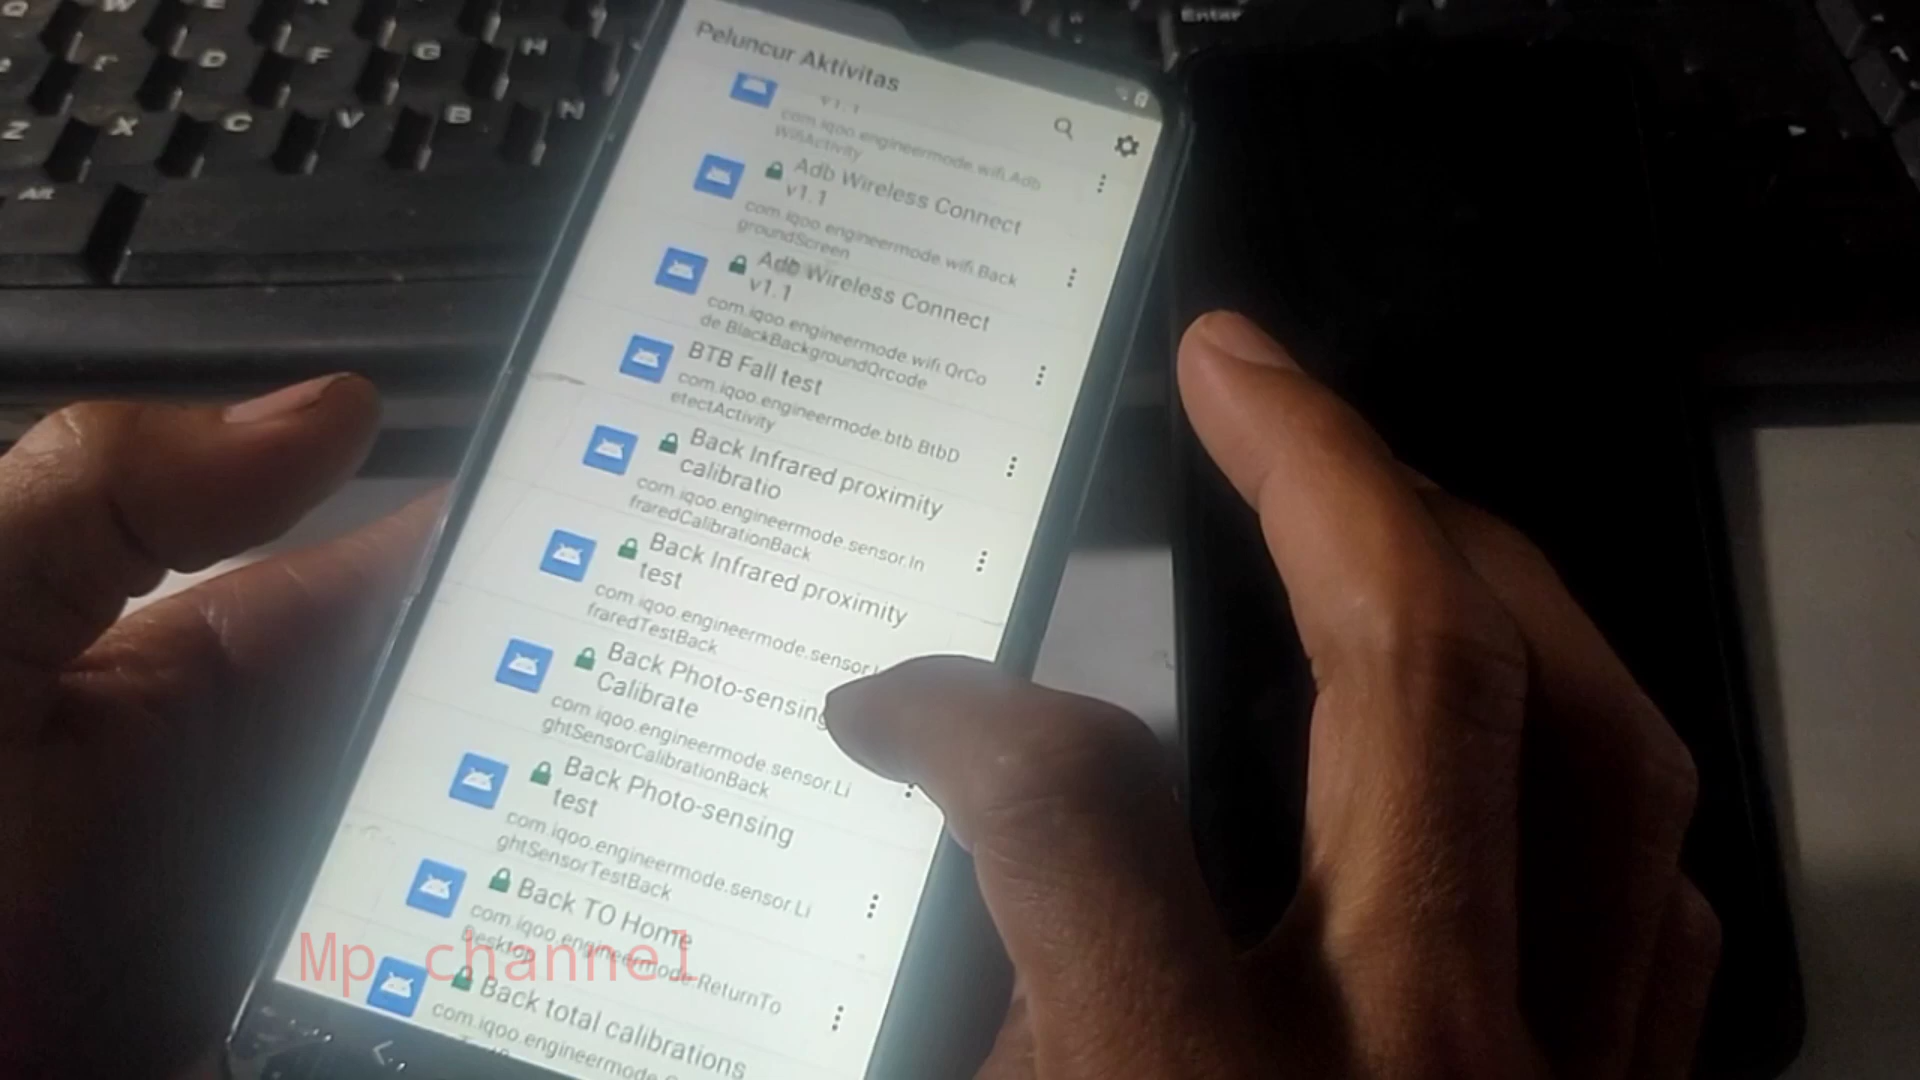 Enter
W
D
F
G
H
Z
X
C
V
B
N
Alt
Peluncur Aktivitas
v1.1
com.iqoo.engineermode.wifi.Adb
WifiActivity
Adb Wireless Connect
v1.1
com.iqoo.engineermode.wifi.Back
groundScreen
Adb Wireless Connect
v1.1
com.iqoo.engineermode.wifi.QrCo
de.BlackBackgroundQrcode
BTB Fall test
com.iqoo.engineermode.btb.BtbD
etectActivity
Back Infrared proximity
calibratio
com.iqoo.engineermode.sensor.In
fraredCalibrationBack
Back Infrared proximity
test
com.iqoo.engineermode.sensor.I
fraredTestBack
Back Photo-sensing
Calibrate
com.iqoo.engineermode.sensor.Li
ghtSensorCalibrationBack
Back Photo-sensing
test
com.iqoo.engineermode.sensor.Li
ghtSensorTestBack
Back TO Home
com.iqoo.engineermode.ReturnTo
Desktop
Back total calibrations
com.iqoo.engineermode.
Mp channel